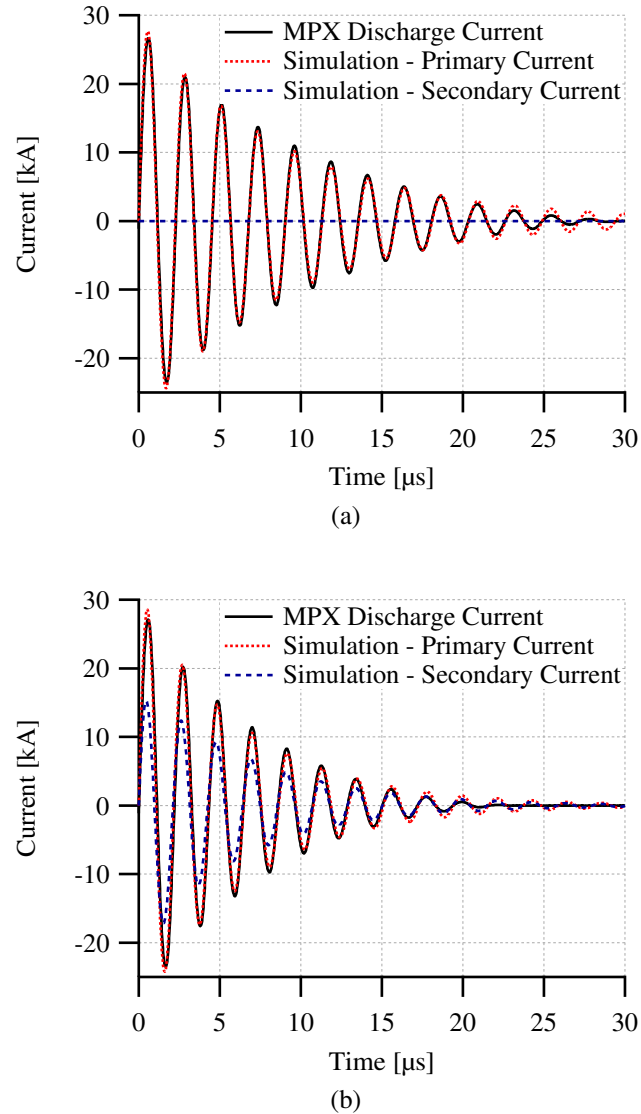 30
20
10
0
-10
-20
Current [kA]
MPX Discharge Current
Simulation - Primary Current
Simulation - Secondary Current
0
5
10
15
20
25
30
Time [µs]
(a)
30
20
10
0
-10
-20
Current [kA]
MPX Discharge Current
Simulation - Primary Current
Simulation - Secondary Current
0
5
10
15
20
25
30
Time [µs]
(b)